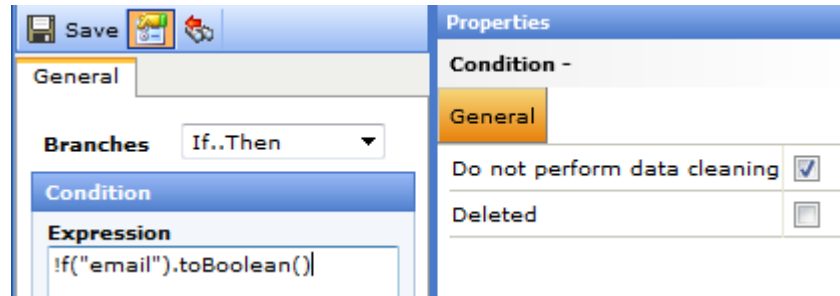 Save
General
Branches If..Then
Condition
Expression
!f("email").toBoolean()
Properties
Condition -
General
Do not perform data cleaning
Deleted